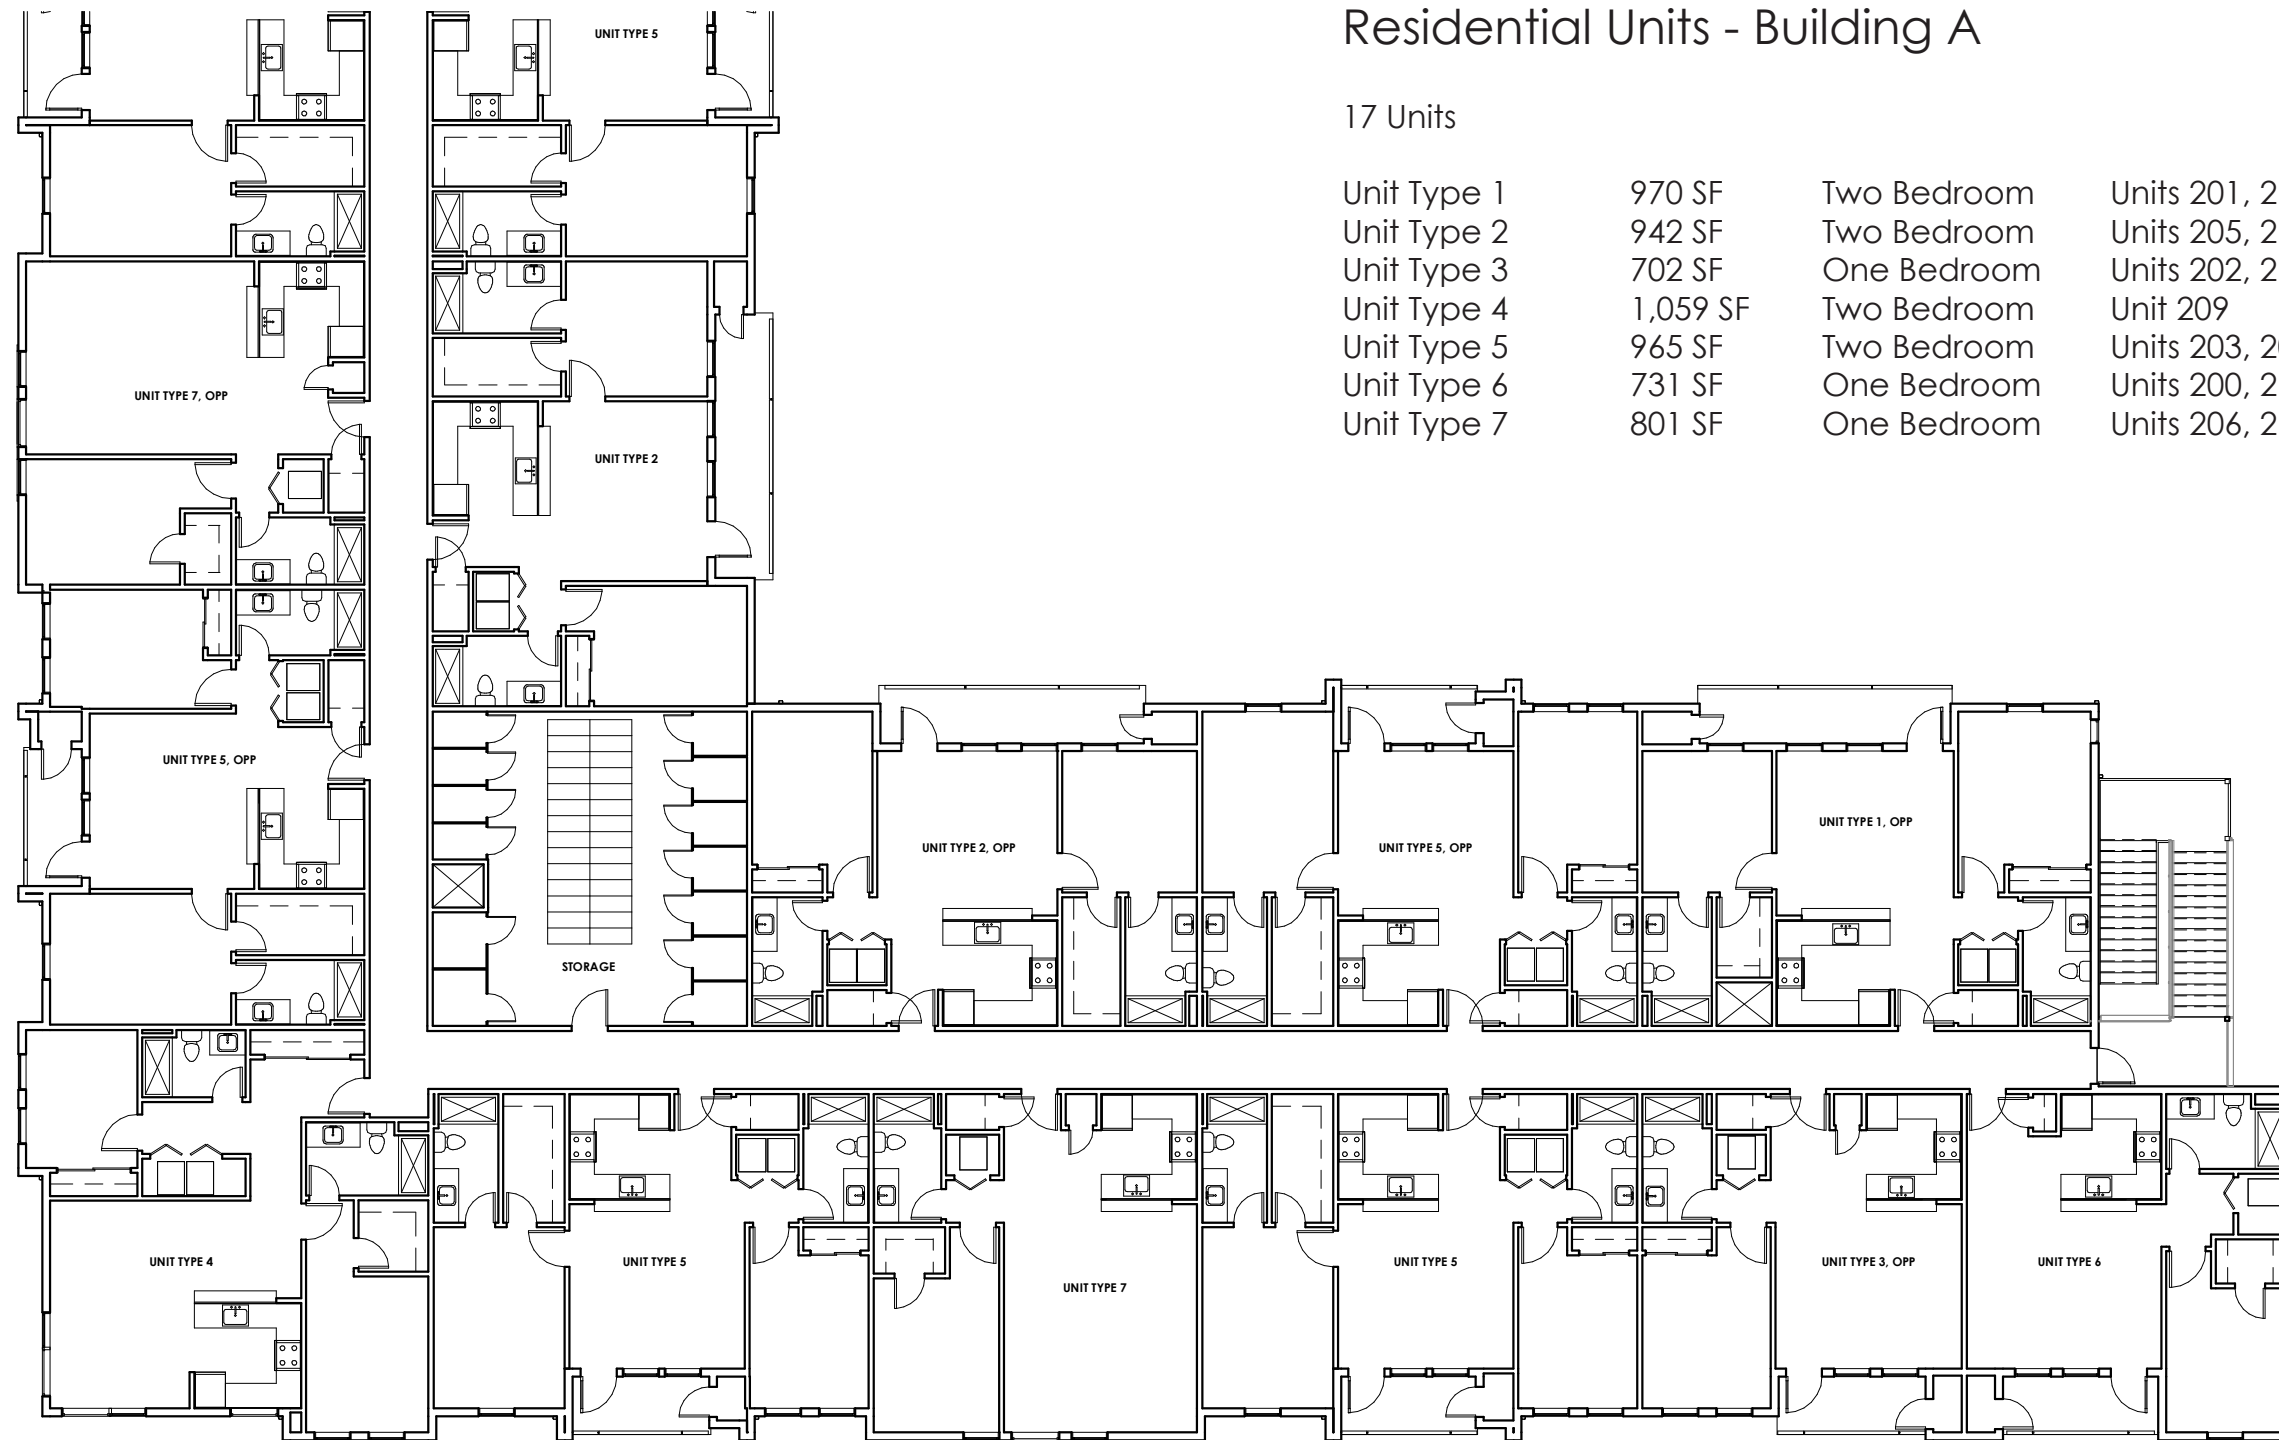 Residential Units - Building A
17 Units
Unit Type 1 970 SF Two Bedroom Units 201, 2
Unit Type 2 942 SF Two Bedroom Units 205, 2
Unit Type 3 702 SF One Bedroom Units 202, 2
Unit Type 4 1,059 SF Two Bedroom Unit 209
Unit Type 5 965 SF Two Bedroom Units 203, 20
Unit Type 6 731 SF One Bedroom Units 200, 2
Unit Type 7 801 SF One Bedroom Units 206, 2
UNIT TYPE 5
UNIT TYPE 7, OPP
UNIT TYPE 2
UNIT TYPE 5, OPP
UNIT TYPE 2, OPP
UNIT TYPE 5, OPP
UNIT TYPE 1, OPP
STORAGE
UNIT TYPE 4
UNIT TYPE 5
UNIT TYPE 7
UNIT TYPE 5
UNIT TYPE 3, OPP
UNIT TYPE 6